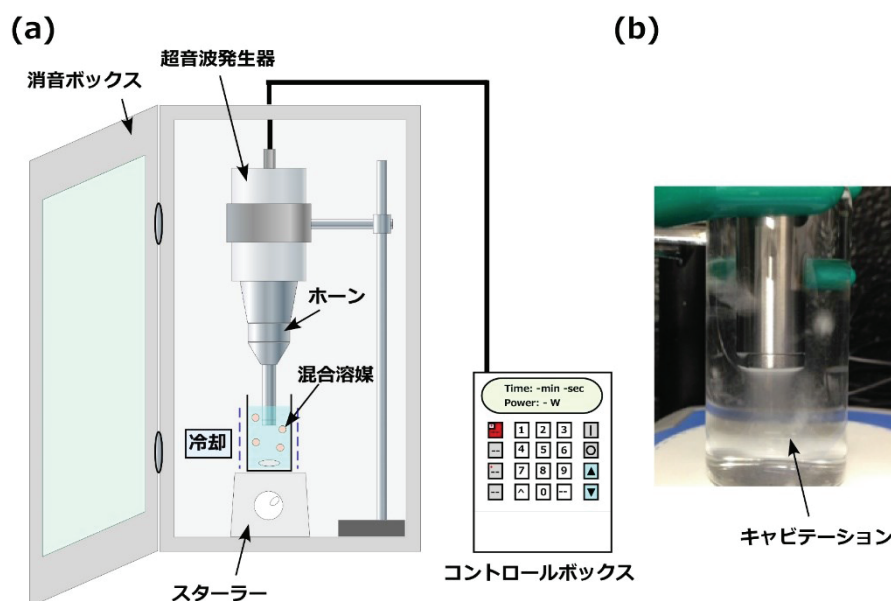 (a)
(b)
超音波発生器
消音ボックス
ホーン
混合溶媒
冷却
スターラー
Time: -min -sec
Power: - W
1 2 3
-- 4 5 6
-- 7 8 9
-- ^ 0 --
コントロールボックス
キャビテーション